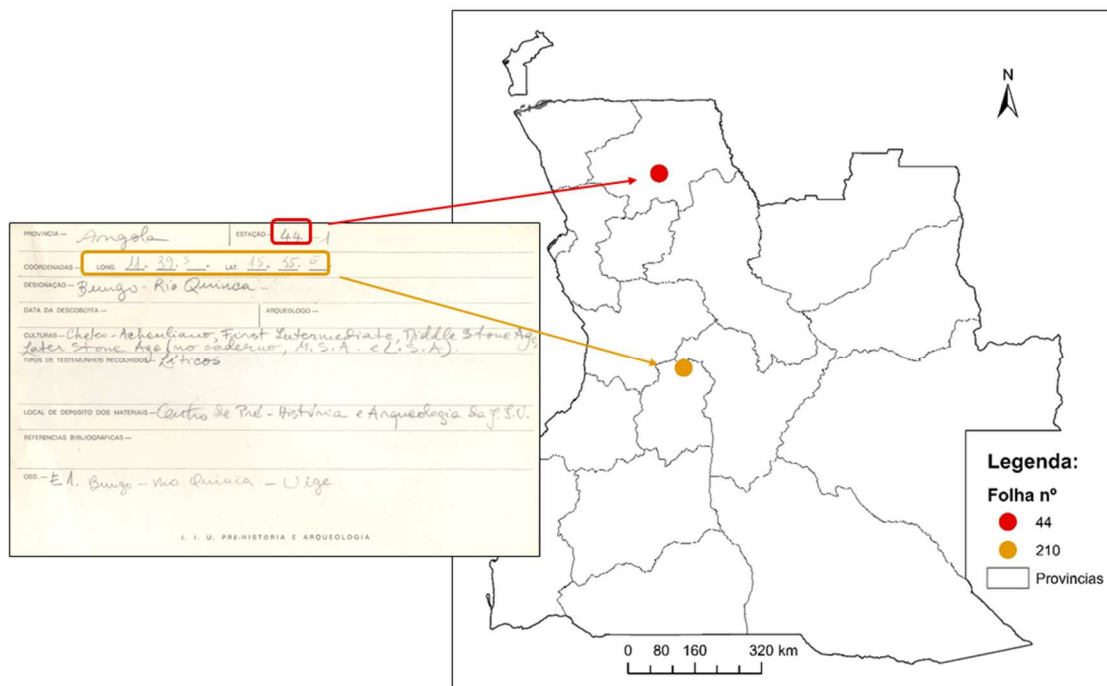 PROVÍNCIA — Angola ESTAÇÃO — 44 - 1
COORDENADAS — LONG. 11. 39. S LAT. 15. 35. E
DESIGNAÇÃO — Bungo - Rio Quinca -
DATA DA DESCOBERTA — ARQUEOLOGO —
CULTURAS — Cheleo - Acheuliano, First Intermediate, Middle Stone Age,
Later Stone Age (no caderno, M.S.A. e L.S.A).
TIPOS DE TESTEMUNHOS RECOLHIDOS — Líticos
LOCAL DE DEPOSITO DOS MATERIAIS — Centro de Pré-História e Arqueologia da J.I.U.
REFERENCIAS BIBLIOGRAFICAS —
OBS. — E 1. Bungo - rio Quinca - Uíge
J. I. U. PRE-HISTORIA E ARQUEOLOGIA
N
Legenda:
Folha nº
44
210
Provincias
0 80 160 320 km